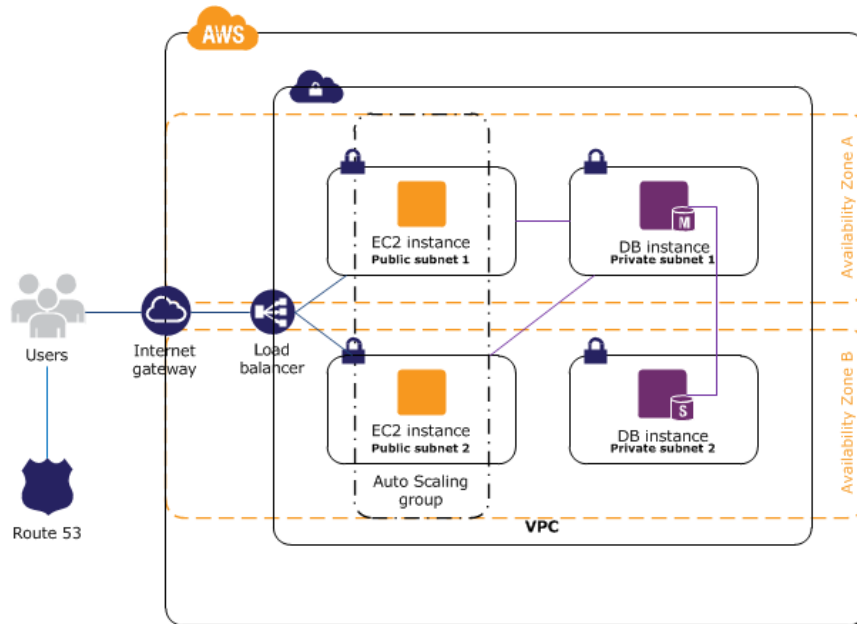 AWS
Availability Zone A
EC2 instance
Public subnet 1
M
DB instance
Private subnet 1
Users
Internet
gateway
Load
balancer
Availability Zone B
EC2 instance
Public subnet 2
S
DB instance
Private subnet 2
Auto Scaling
group
Route 53
VPC